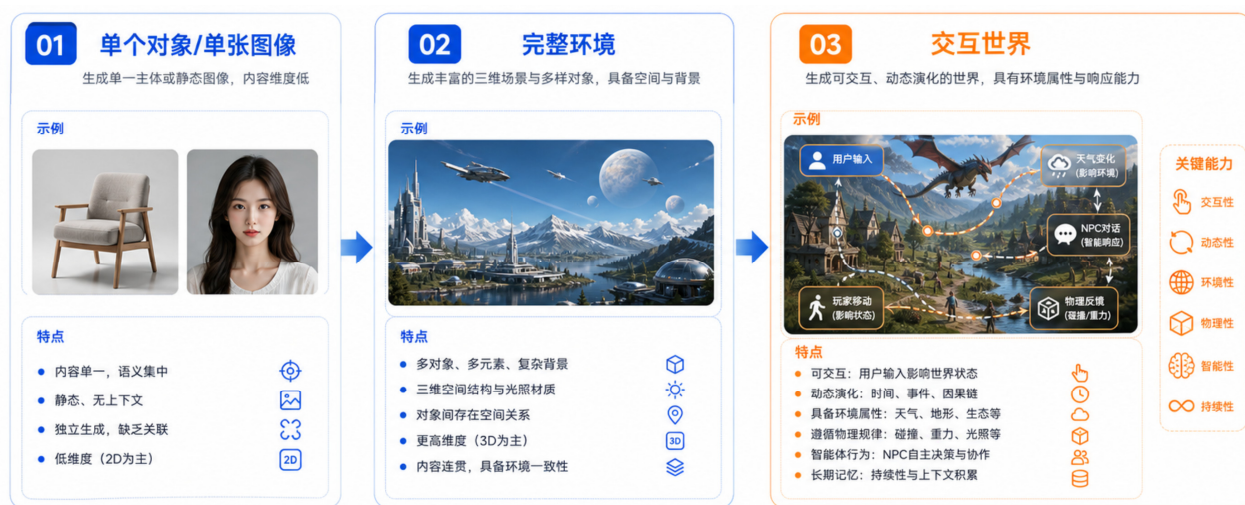 01 单个对象/单张图像
生成单一主体或静态图像，内容维度低
示例
特点
内容单一，语义集中
静态、无上下文
独立生成，缺乏关联
低维度（2D为主）
2D
02 完整环境
生成丰富的三维场景与多样对象，具备空间与背景
示例
特点
多对象、多元素、复杂背景
三维空间结构与光照材质
对象间存在空间关系
更高维度（3D为主）
3D
内容连贯，具备环境一致性
03 交互世界
生成可交互、动态演化的世界，具有环境属性与响应能力
示例
用户输入
天气变化
(影响环境)
NPC对话
(智能响应)
玩家移动
(影响状态)
物理反馈
(碰撞/重力)
特点
可交互：用户输入影响世界状态
动态演化：时间、事件、因果链
具备环境属性：天气、地形、生态等
遵循物理规律：碰撞、重力、光照等
智能体行为：NPC自主决策与协作
长期记忆：持续性与上下文积累
关键能力
交互性
动态性
环境性
物理性
智能性
持续性